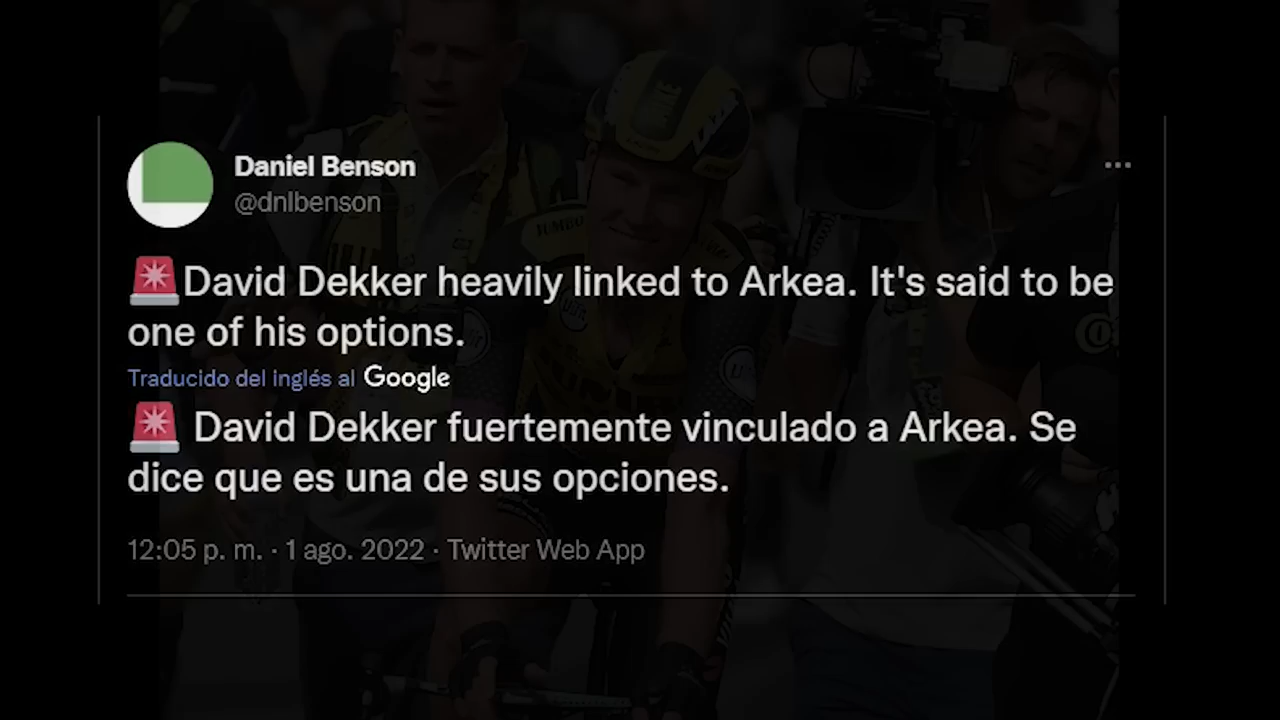 Daniel Benson
@dnlbenson
🚨David Dekker heavily linked to Arkea. It's said to be
one of his options.
Traducido del inglés al Google
🚨 David Dekker fuertemente vinculado a Arkea. Se
dice que es una de sus opciones.
12:05 p. m. · 1 ago. 2022 · Twitter Web App
JUMBO